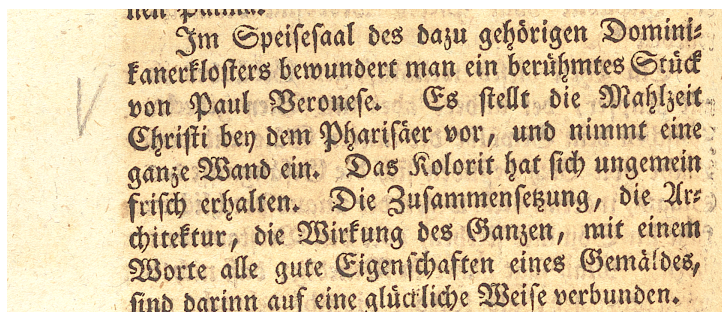 Im Speisesaal des dazu gehörigen Domini-
kanerklosters bewundert man ein berühmtes Stück
von Paul Veronese. Es stellt die Mahlzeit
Christi bey dem Pharisäer vor, und nimmt eine
ganze Wand ein. Das Kolorit hat sich ungemein
frisch erhalten. Die Zusammensetzung, die Ar-
chitektur, die Wirkung des Ganzen, mit einem
Worte alle gute Eigenschaften eines Gemäldes,
sind darinn auf eine glückliche Weise verbunden.